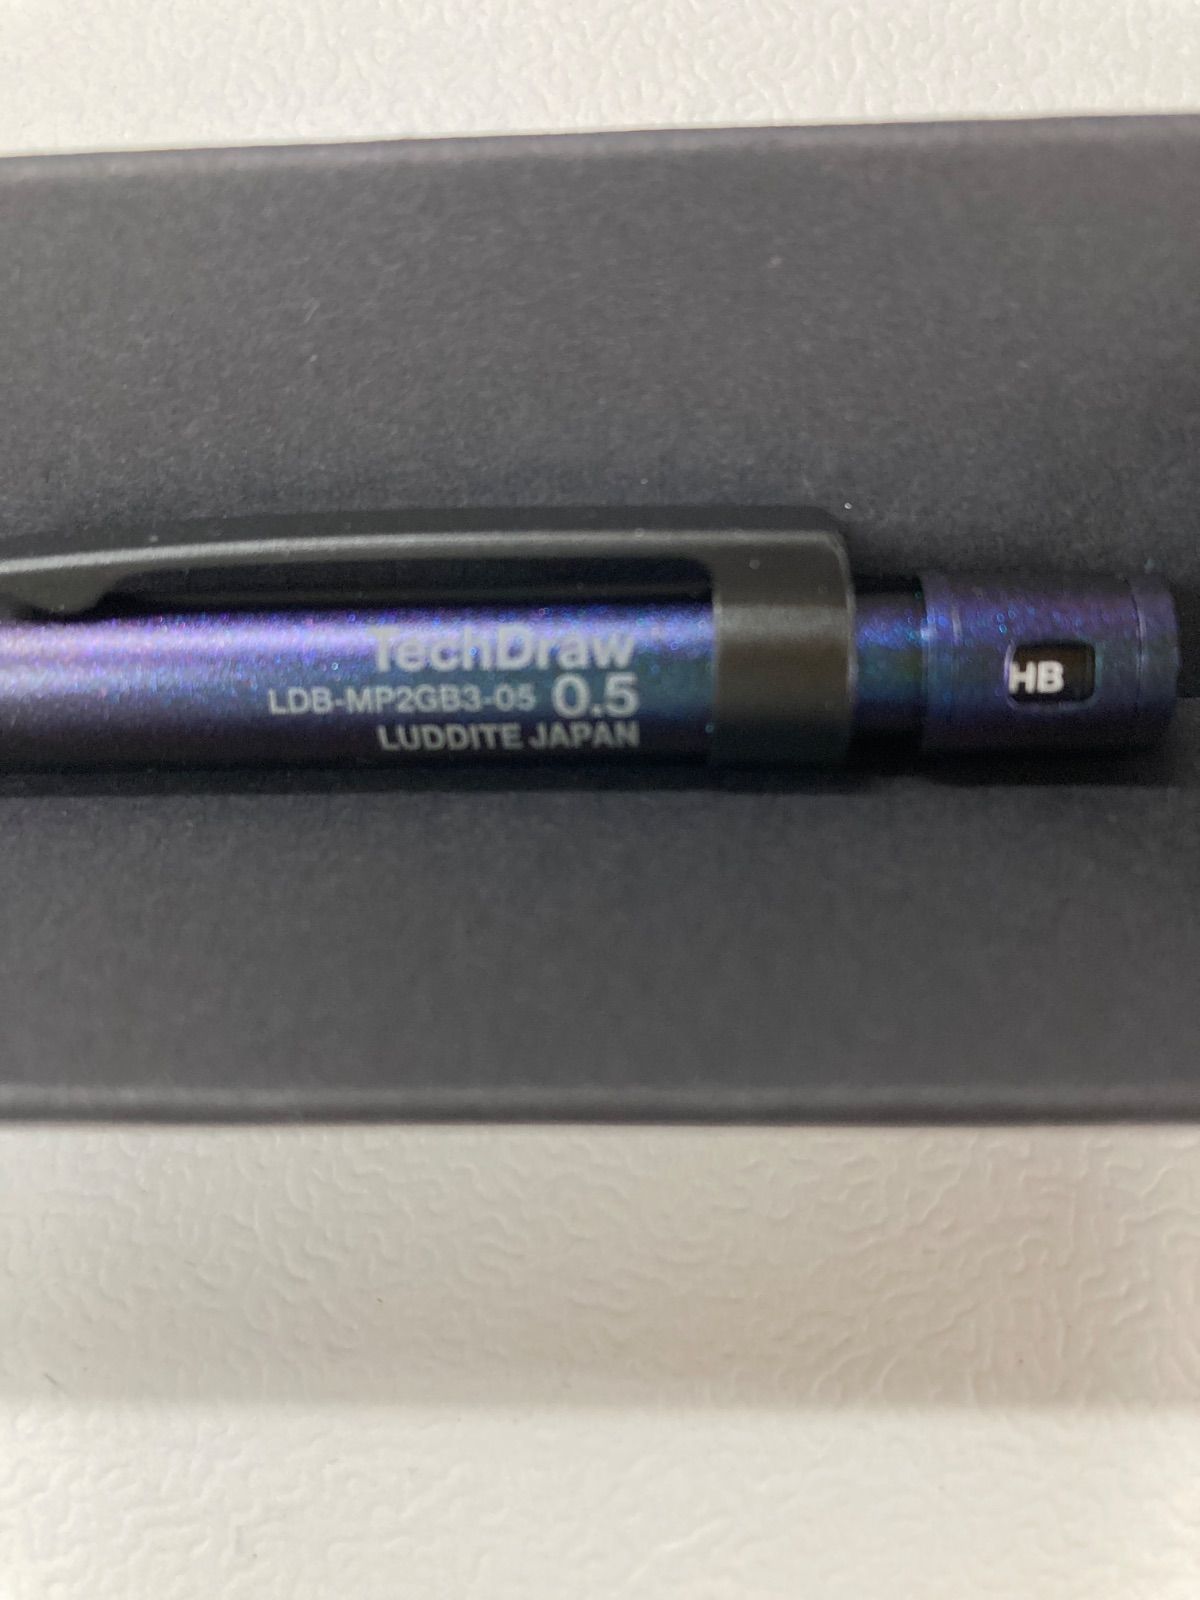 TechDraw
LDB-MP2GB3-05 0.5
LUDDITE JAPAN
HB